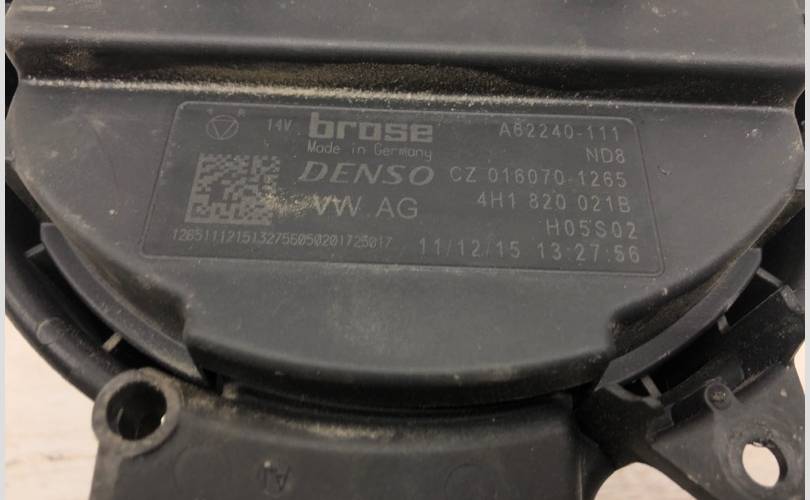 14V brose A62240-111
Made in Germany ND8
DENSO CZ 016070-1265
VW AG 4H1 820 021B
H05S02
1265111215132756050201725017 11/12/15 13:27:56